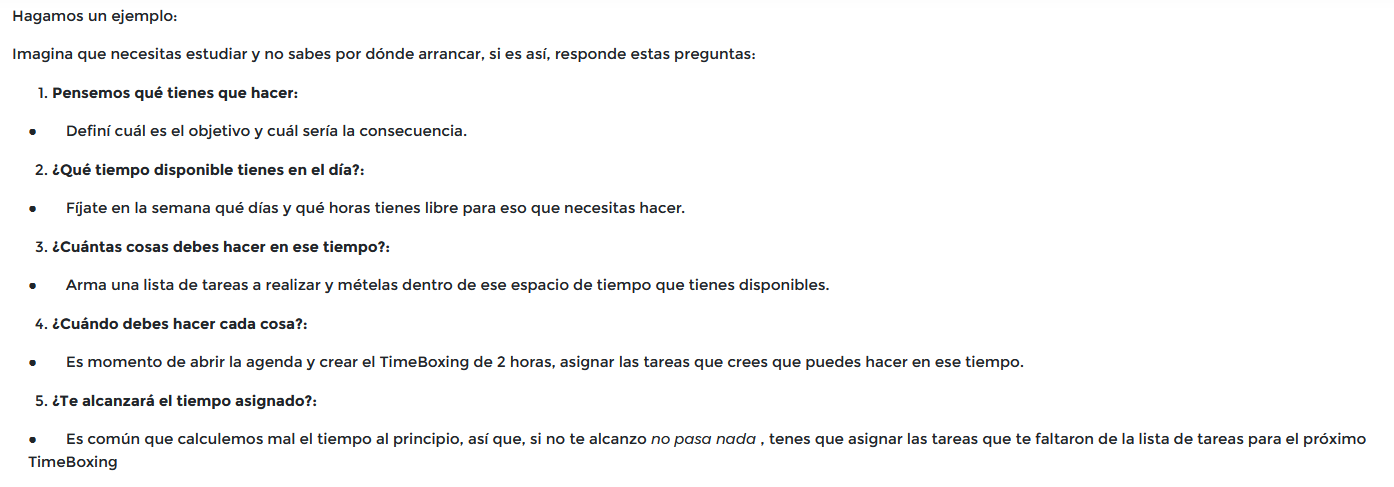 Hagamos un ejemplo:
Imagina que necesitas estudiar y no sabes por dónde arrancar, si es así, responde estas preguntas:
1. Pensemos qué tienes que hacer:
● Definí cuál es el objetivo y cuál sería la consecuencia.
2. ¿Qué tiempo disponible tienes en el día?:
● Fíjate en la semana qué días y qué horas tienes libre para eso que necesitas hacer.
3. ¿Cuántas cosas debes hacer en ese tiempo?:
● Arma una lista de tareas a realizar y mételas dentro de ese espacio de tiempo que tienes disponibles.
4. ¿Cuándo debes hacer cada cosa?:
● Es momento de abrir la agenda y crear el TimeBoxing de 2 horas, asignar las tareas que crees que puedes hacer en ese tiempo.
5. ¿Te alcanzará el tiempo asignado?:
● Es común que calculemos mal el tiempo al principio, así que, si no te alcanzo no pasa nada , tenes que asignar las tareas que te faltaron de la lista de tareas para el próximo
TimeBoxing